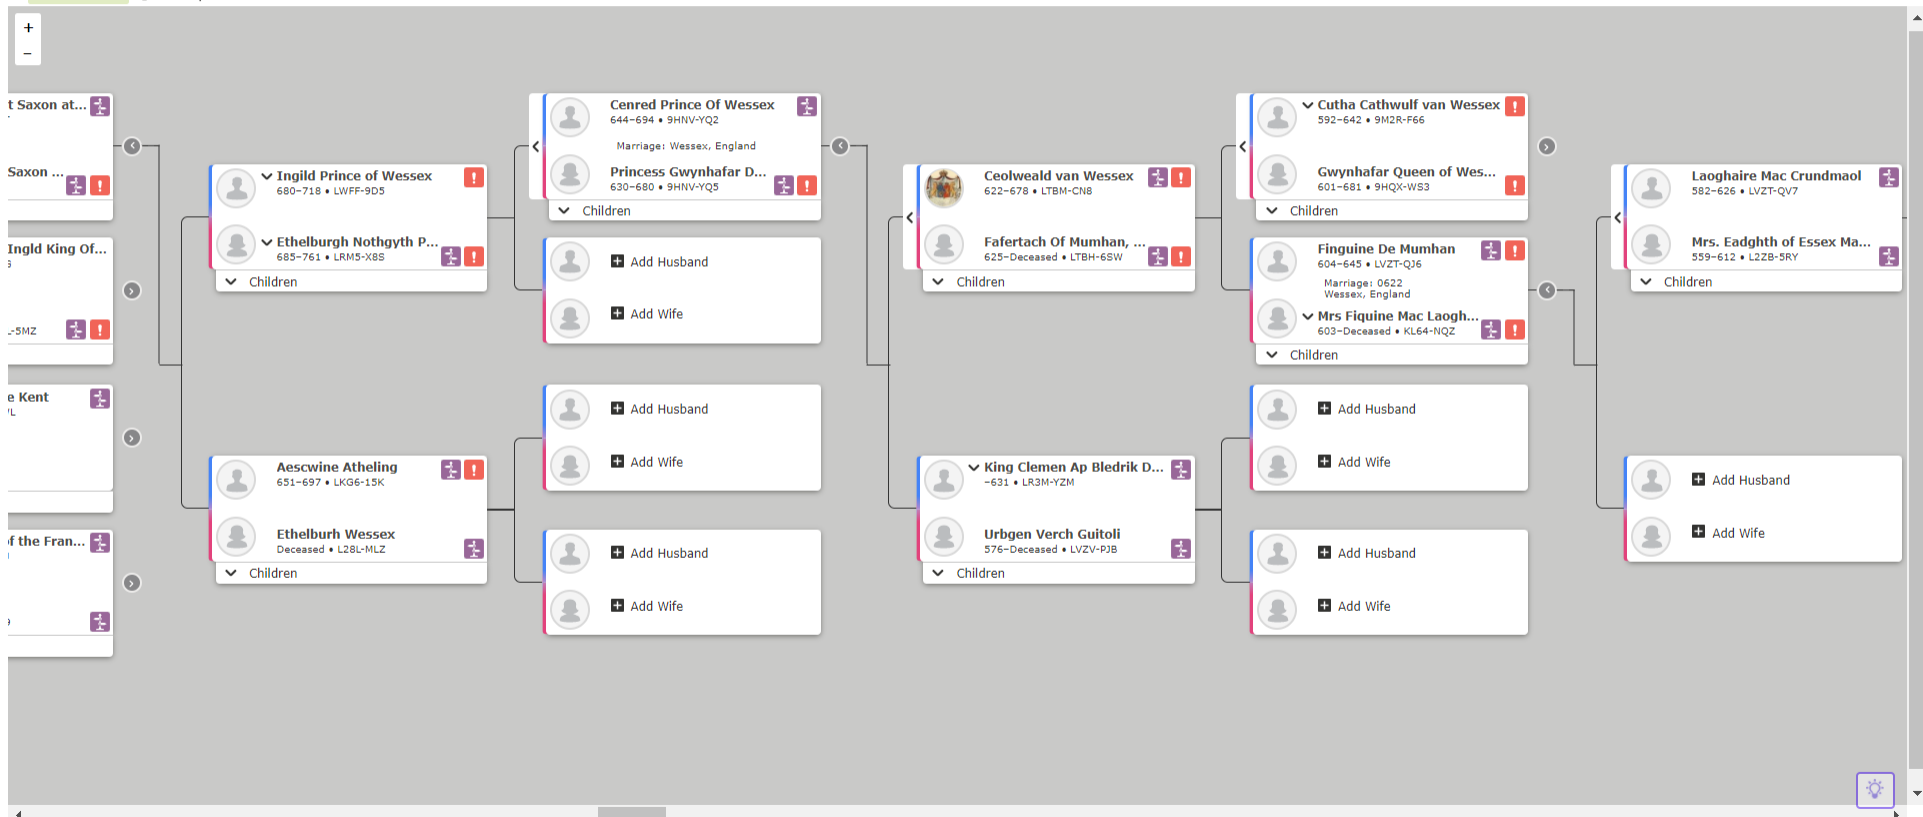 +
−
t Saxon at...
Saxon ...
Ingld King Of...
L-5MZ
e Kent
of the Fran...
Ingild Prince of Wessex
680–718 • LWFF-9D5
Ethelburgh Nothgyth P...
685–761 • LRM5-X8S
Children
Aescwine Atheling
651–697 • LKG6-15K
Ethelburh Wessex
Deceased • L28L-MLZ
Children
Cenred Prince Of Wessex
644–694 • 9HNV-YQ2
Marriage: Wessex, England
Princess Gwynhafar D...
630–680 • 9HNV-YQ5
Children
Add Husband
Add Wife
Add Husband
Add Wife
Add Husband
Add Wife
Ceolweald van Wessex
622–678 • LTBM-CN8
Fafertach Of Mumhan, ...
625–Deceased • LTBH-6SW
Children
King Clemen Ap Bledrik D...
–631 • LR3M-YZM
Urbgen Verch Guitoli
576–Deceased • LVZV-PJB
Children
Cutha Cathwulf van Wessex
592–642 • 9M2R-F66
Gwynhafar Queen of Wes...
601–681 • 9HQX-WS3
Children
Finguine De Mumhan
604–645 • LVZT-QJ6
Marriage: 0622
Wessex, England
Mrs Fiquine Mac Laogh...
603–Deceased • KL64-NQZ
Children
Add Husband
Add Wife
Add Husband
Add Wife
Laoghaire Mac Crundmaol
582–626 • LVZT-QV7
Mrs. Eadghth of Essex Ma...
559–612 • L2ZB-5RY
Children
Add Husband
Add Wife